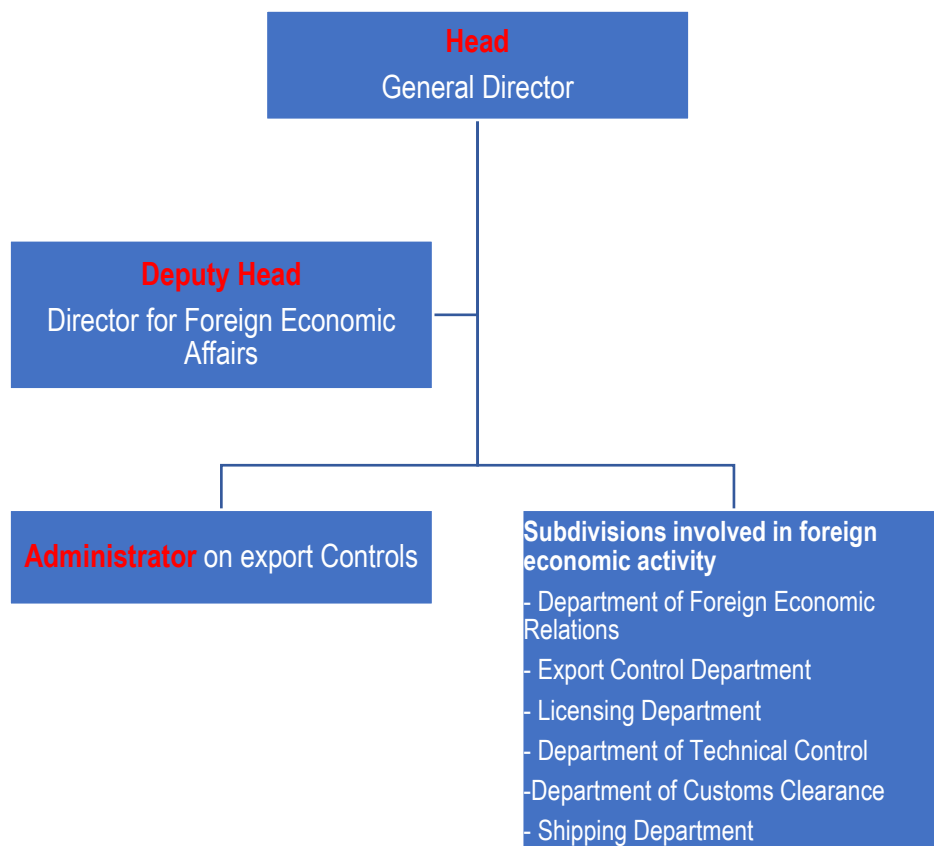 Head
General Director
Deputy Head
Director for Foreign Economic
Affairs
Administrator on export Controls
Subdivisions involved in foreign
economic activity
- Department of Foreign Economic
Relations
- Export Control Department
- Licensing Department
- Department of Technical Control
-Department of Customs Clearance
- Shipping Department